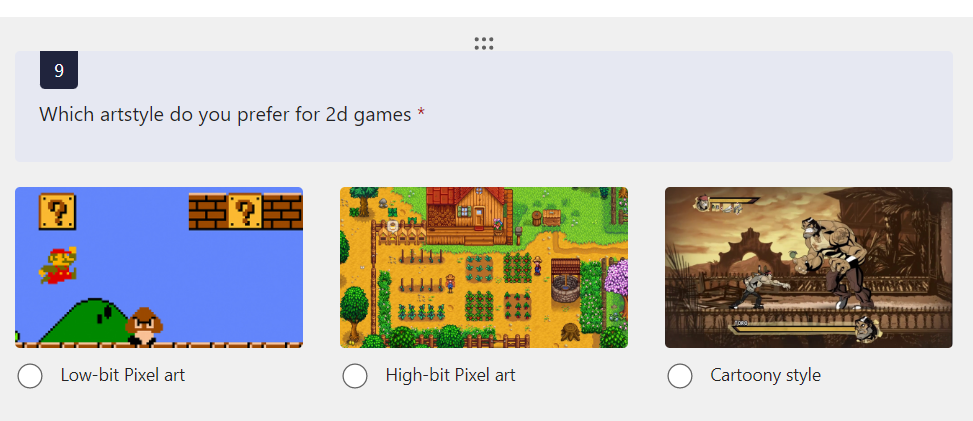 9
Which artstyle do you prefer for 2d games *
? ?
TORO
Low-bit Pixel art
High-bit Pixel art
Cartoony style